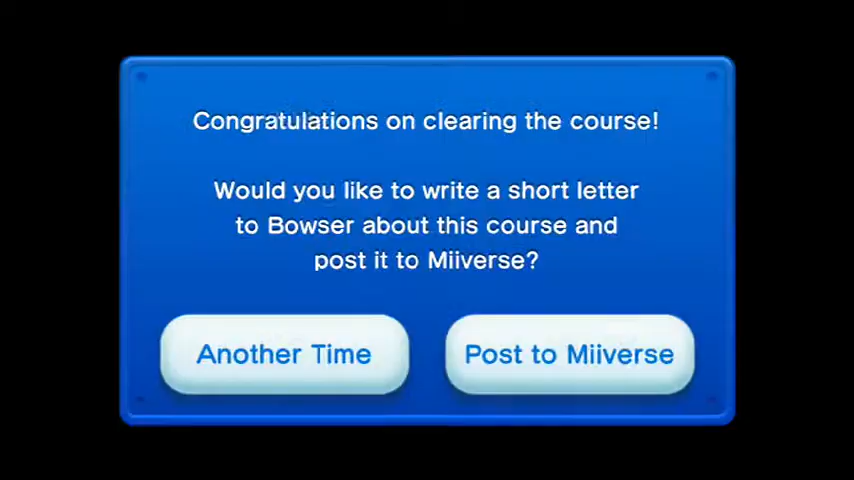 Congratulations on clearing the course!
Would you like to write a short letter
to Bowser about this course and
post it to Miiverse?
Another Time
Post to Miiverse